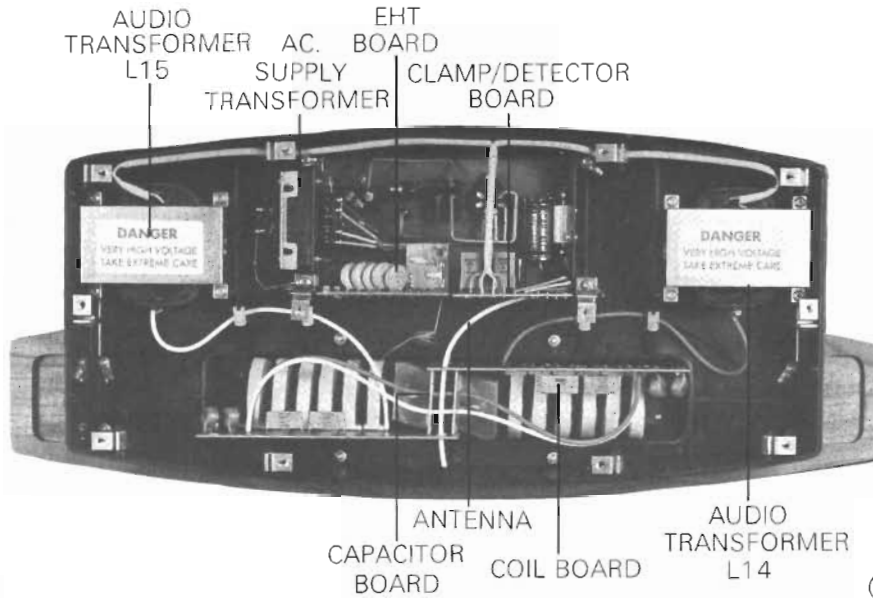 AUDIO
TRANSFORMER
L15
AC.
SUPPLY
TRANSFORMER
EHT
BOARD
CLAMP/DETECTOR
BOARD
DANGER
VERY HIGH VOLTAGE
TAKE EXTREME CARE
DANGER
VERY HIGH VOLTAGE
TAKE EXTREME CARE
ANTENNA
CAPACITOR
BOARD
COIL BOARD
AUDIO
TRANSFORMER
L14
(